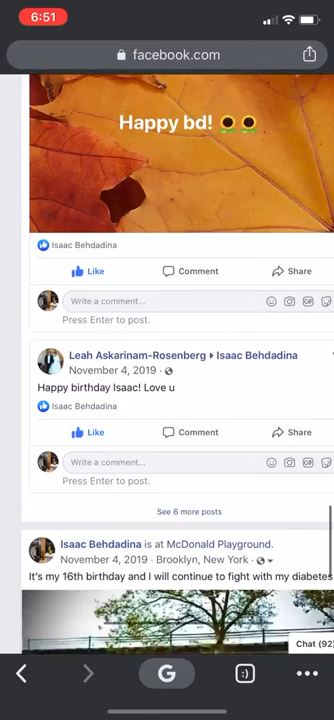 6:51
facebook.com
Happy bd! 🌻🌻
Isaac Behdadina
Like Comment Share
Write a comment... GIF
Press Enter to post.
Leah Askarinam-Rosenberg ▸ Isaac Behdadina
November 4, 2019 ·
Happy birthday Isaac! Love u
Isaac Behdadina
Like Comment Share
Write a comment... GIF
Press Enter to post.
See 6 more posts
Isaac Behdadina is at McDonald Playground.
November 4, 2019 · Brooklyn, New York ·
It's my 16th birthday and I will continue to fight with my diabetes
Chat (92)
G :)